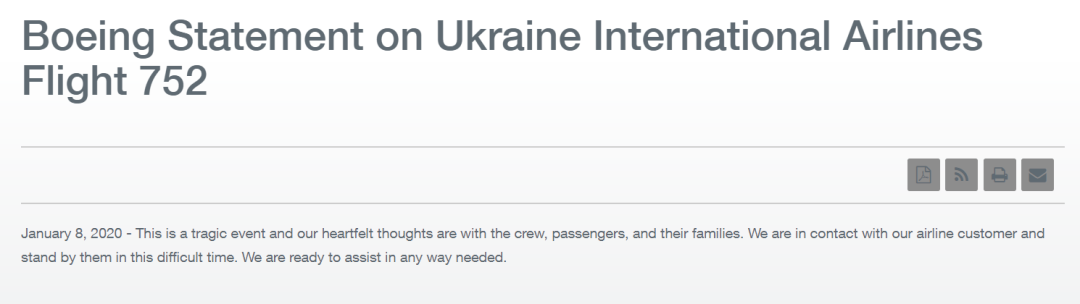 Boeing Statement on Ukraine International Airlines
Flight 752
January 8, 2020 - This is a tragic event and our heartfelt thoughts are with the crew, passengers, and their families. We are in contact with our airline customer and
stand by them in this difficult time. We are ready to assist in any way needed.